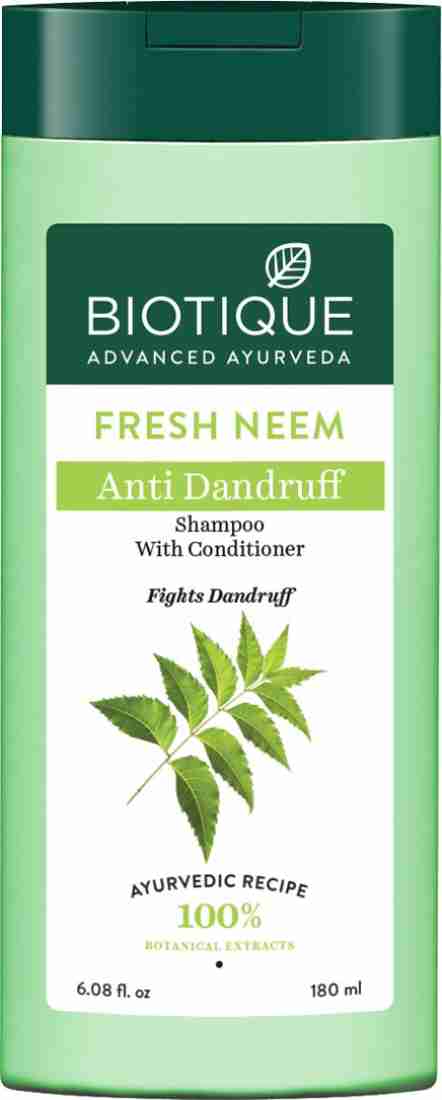 BIOTIQUE
ADVANCED AYURVEDA
FRESH NEEM
Anti Dandruff
Shampoo
With Conditioner
Fights Dandruff
AYURVEDIC RECIPE
100%
BOTANICAL EXTRACTS
6.08 fl. oz 180 ml